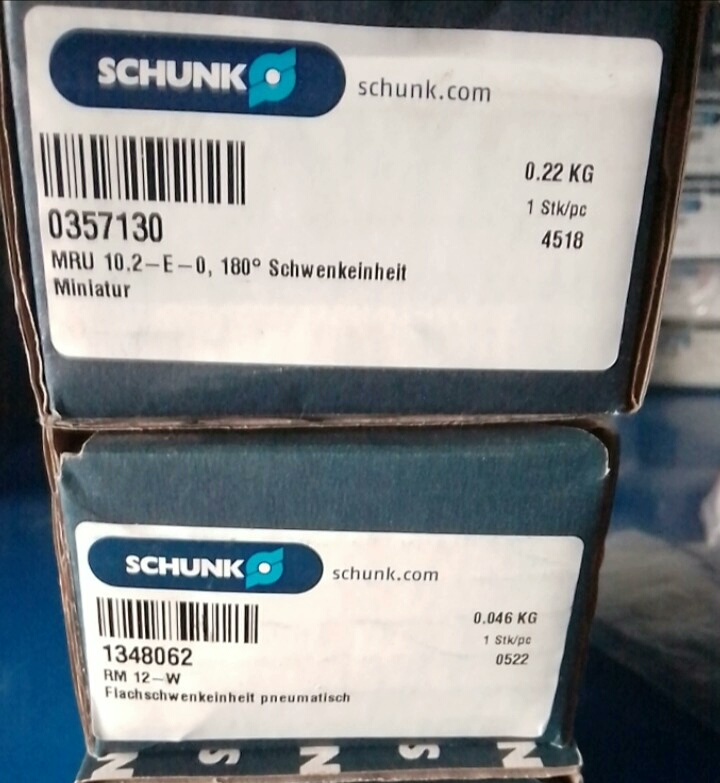 SCHUNK schunk.com
0.22 KG
1 Stk/pc
4518
0357130
MRU 10.2-E-0, 180° Schwenkeinheit
Miniatur
SCHUNK schunk.com
0.046 KG
1 Stk/pc
0522
1348062
RM 12-W
Flachschwenkeinheit pneumatisch
N S N S N